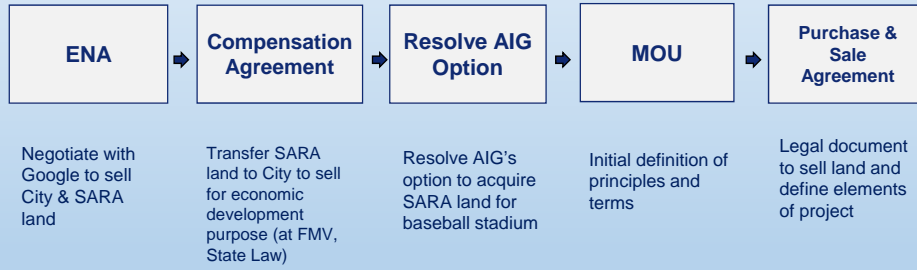 ENA
Compensation
Agreement
Resolve AIG
Option
MOU
Purchase &
Sale
Agreement
Negotiate with
Google to sell
City & SARA
land
Transfer SARA
land to City to sell
for economic
development
purpose (at FMV,
State Law)
Resolve AIG's
option to acquire
SARA land for
baseball stadium
Initial definition of
principles and
terms
Legal document
to sell land and
define elements
of project